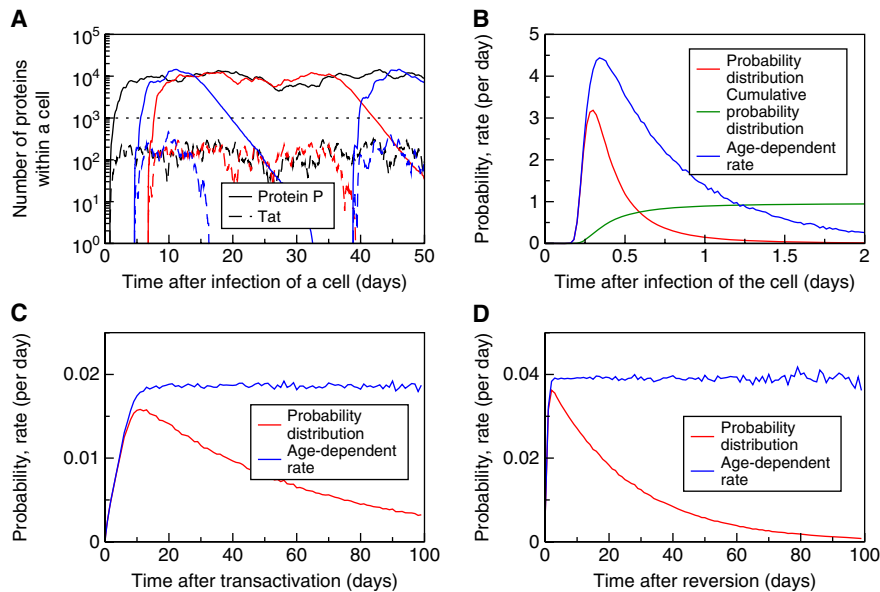 A
Number of proteins
within a cell
10^5
10^4
10^3
10^2
10^1
10^0
Protein P
Tat
0 10 20 30 40 50
Time after infection of a cell (days)
B
Probability, rate (per day)
5
4
3
2
1
0
Probability
distribution
Cumulative
probability
distribution
Age-dependent
rate
0 0.5 1 1.5 2
Time after infection of the cell (days)
C
Probability, rate (per day)
0.02
0.01
0
Probability
distribution
Age-dependent
rate
0 20 40 60 80 100
Time after transactivation (days)
D
Probability, rate (per day)
0.04
0.02
0
Probability
distribution
Age-dependent
rate
0 20 40 60 80 100
Time after reversion (days)